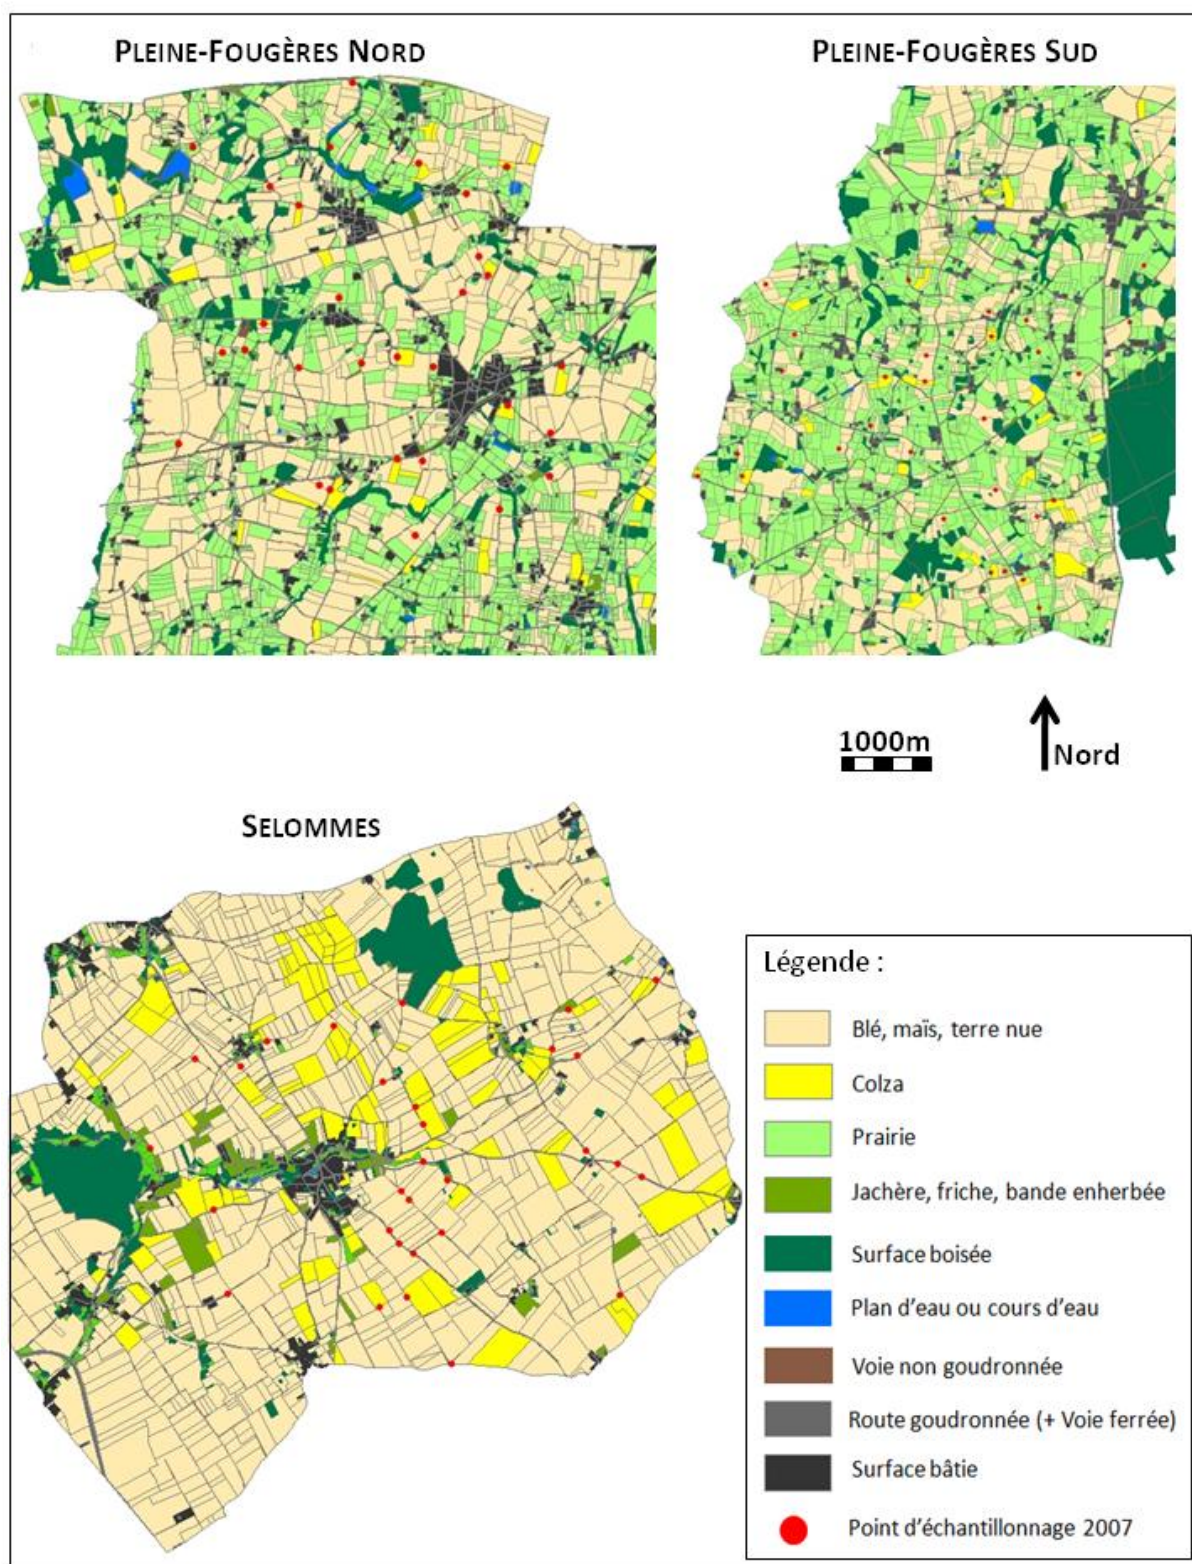 PLEINE-FOUGÈRES NORD
PLEINE-FOUGÈRES SUD
1000m
Nord
SELOMMES
Légende :
Blé, maïs, terre nue
Colza
Prairie
Jachère, friche, bande enherbée
Surface boisée
Plan d'eau ou cours d'eau
Voie non goudronnée
Route goudronnée (+ Voie ferrée)
Surface bâtie
Point d'échantillonnage 2007